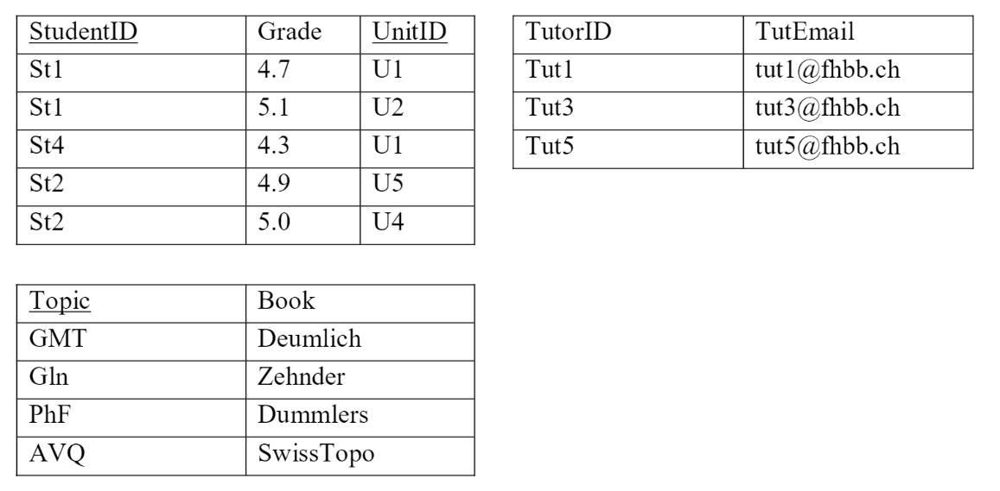 StudentID Grade UnitID
St1 4.7 U1
St1 5.1 U2
St4 4.3 U1
St2 4.9 U5
St2 5.0 U4
TutorID TutEmail
Tut1 tut1@fhbb.ch
Tut3 tut3@fhbb.ch
Tut5 tut5@fhbb.ch
Topic Book
GMT Deumlich
Gln Zehnder
PhF Dummlers
AVQ SwissTopo